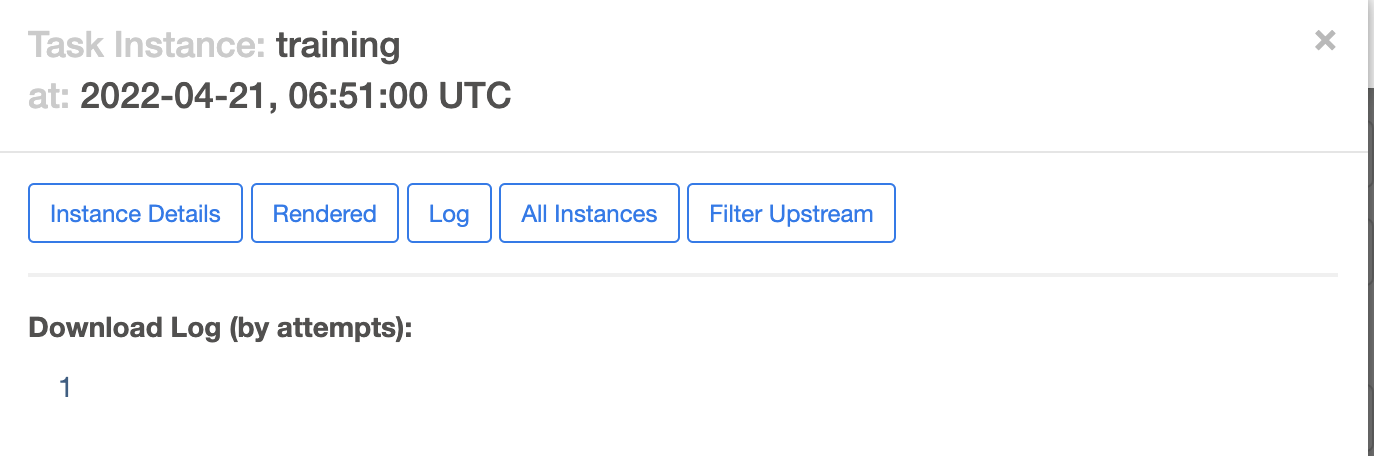 Task Instance: training
at: 2022-04-21, 06:51:00 UTC
Instance Details Rendered Log All Instances Filter Upstream
Download Log (by attempts):
1